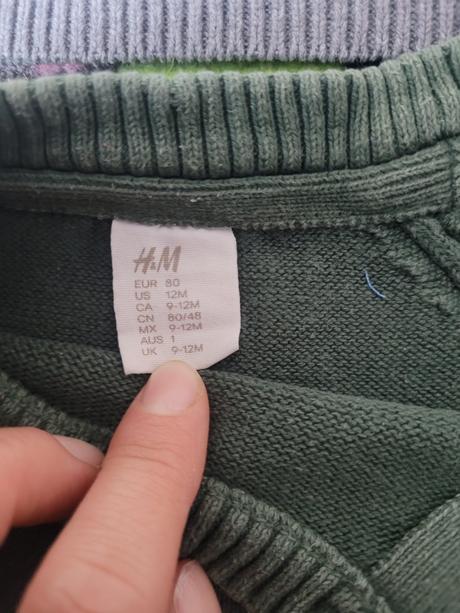 H&M
EUR 80
US 12M
CA 9-12M
CN 80/48
MX 9-12M
AUS 1
UK 9-12M